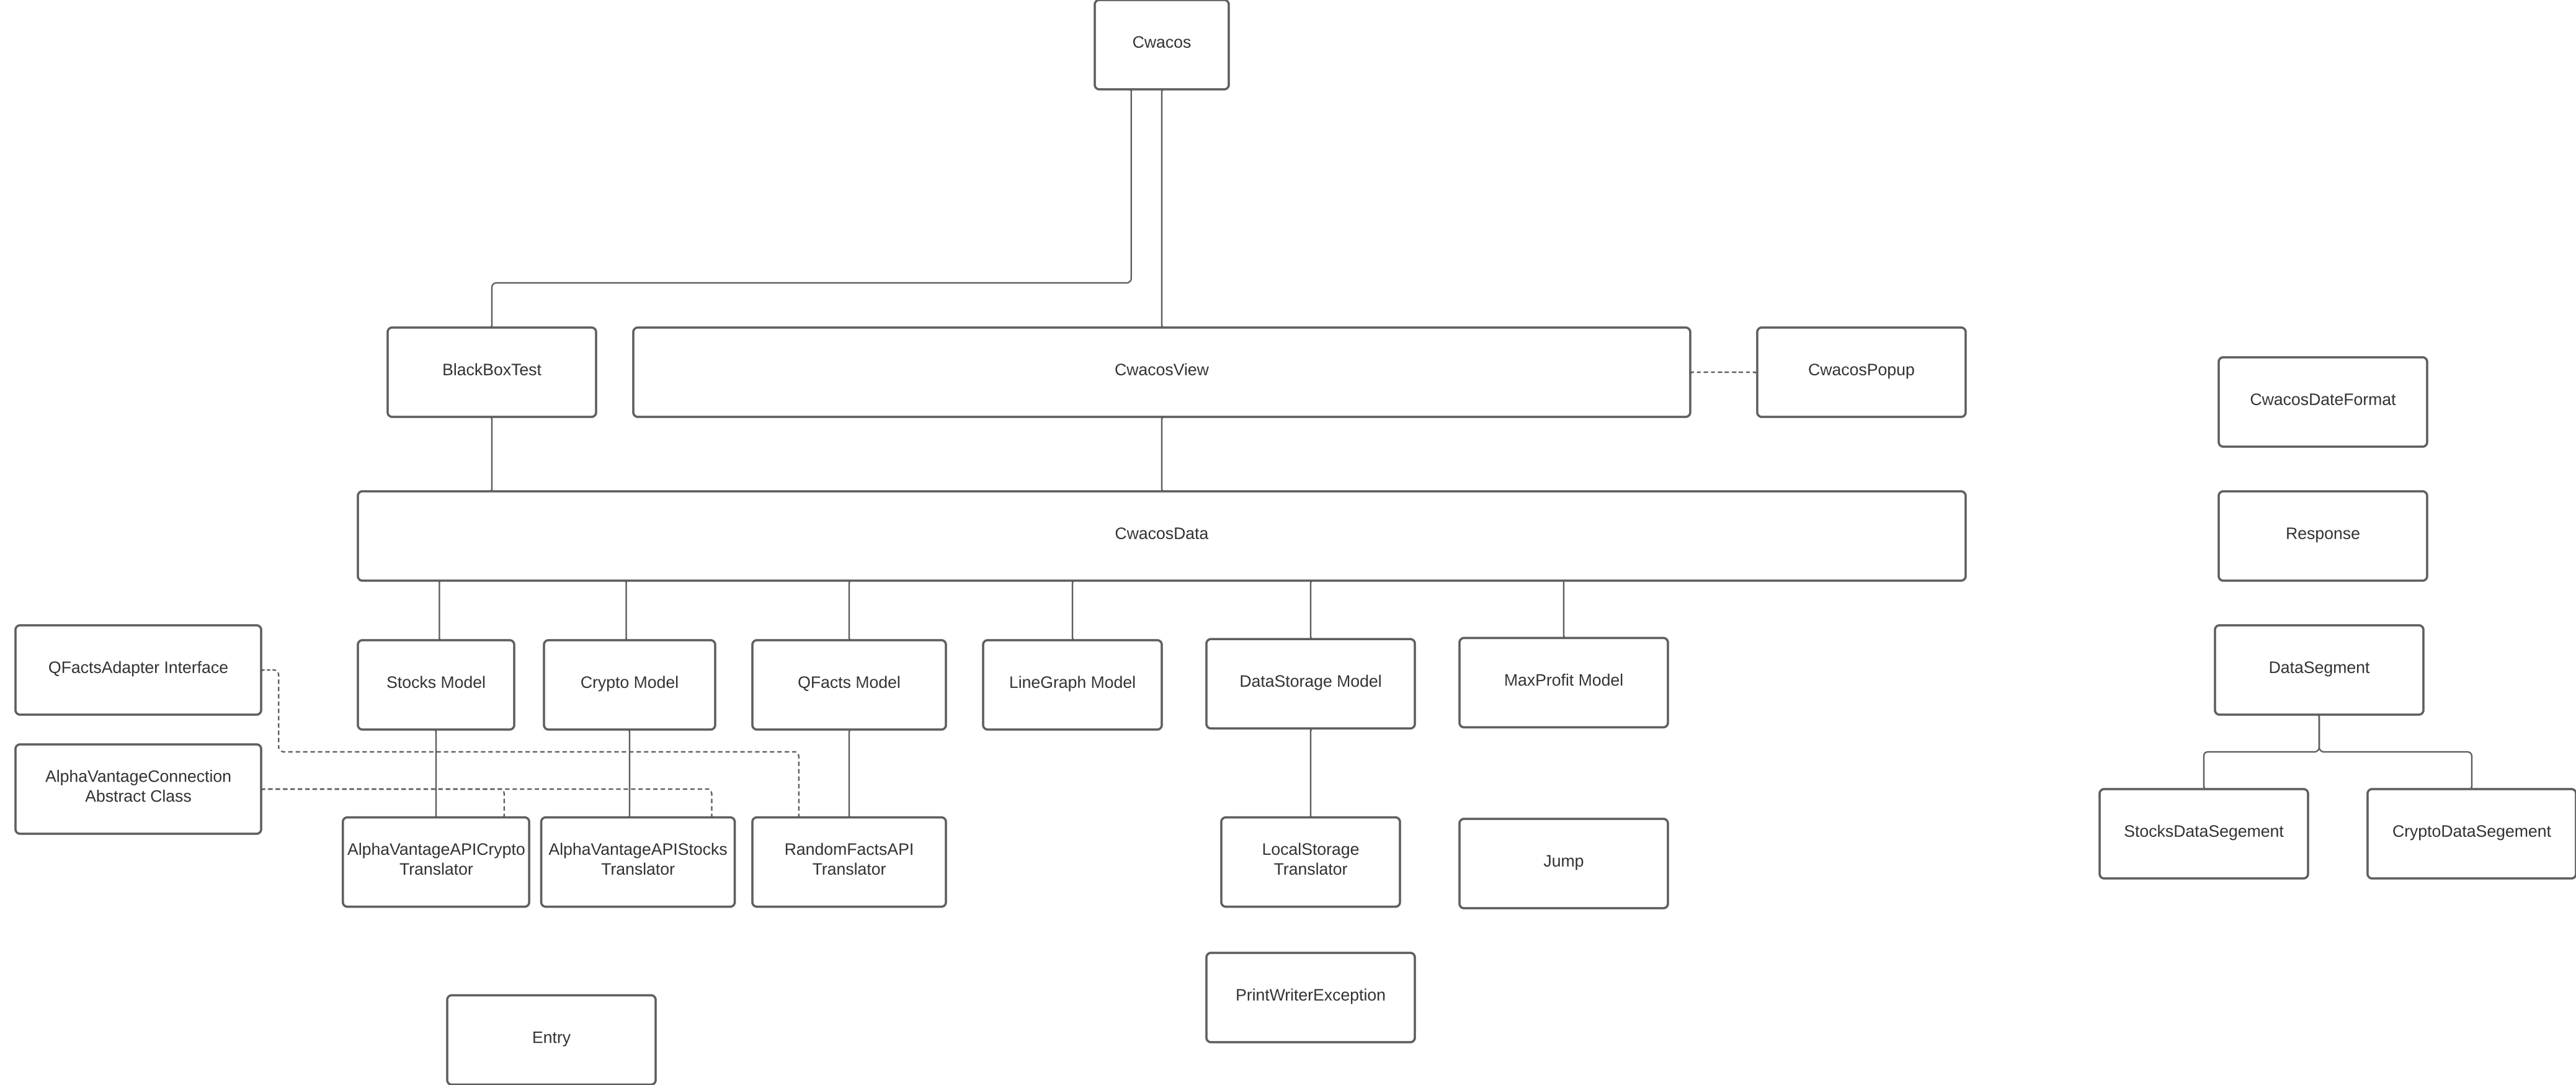 Cwacos
BlackBoxTest
CwacosView
CwacosPopup
CwacosDateFormat
CwacosData
Response
QFactsAdapter Interface
Stocks Model
Crypto Model
QFacts Model
LineGraph Model
DataStorage Model
MaxProfit Model
DataSegment
AlphaVantageConnection
Abstract Class
AlphaVantageAPICrypto
Translator
AlphaVantageAPIStocks
Translator
RandomFactsAPI
Translator
LocalStorage
Translator
Jump
StocksDataSegement
CryptoDataSegement
PrintWriterException
Entry